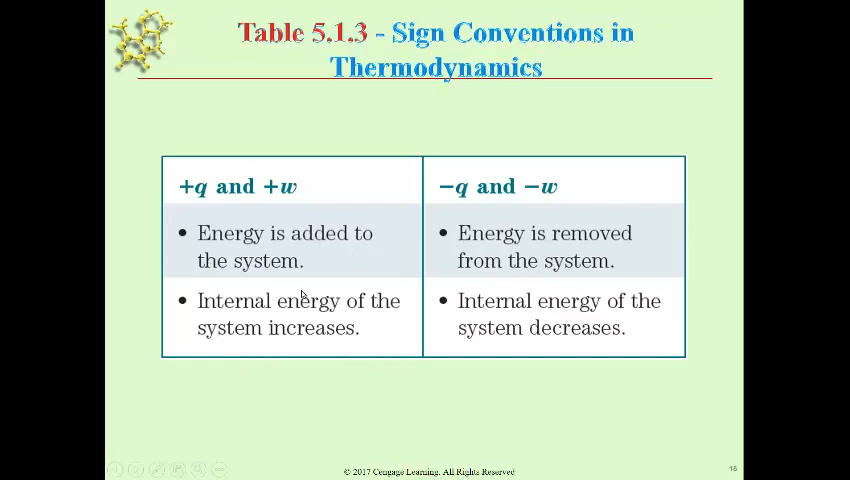 Table 5.1.3 - Sign Conventions in
Thermodynamics
+q and +w
−q and −w
• Energy is added to
the system.
• Energy is removed
from the system.
• Internal energy of the
system increases.
• Internal energy of the
system decreases.
© 2017 Cengage Learning. All Rights Reserved
18